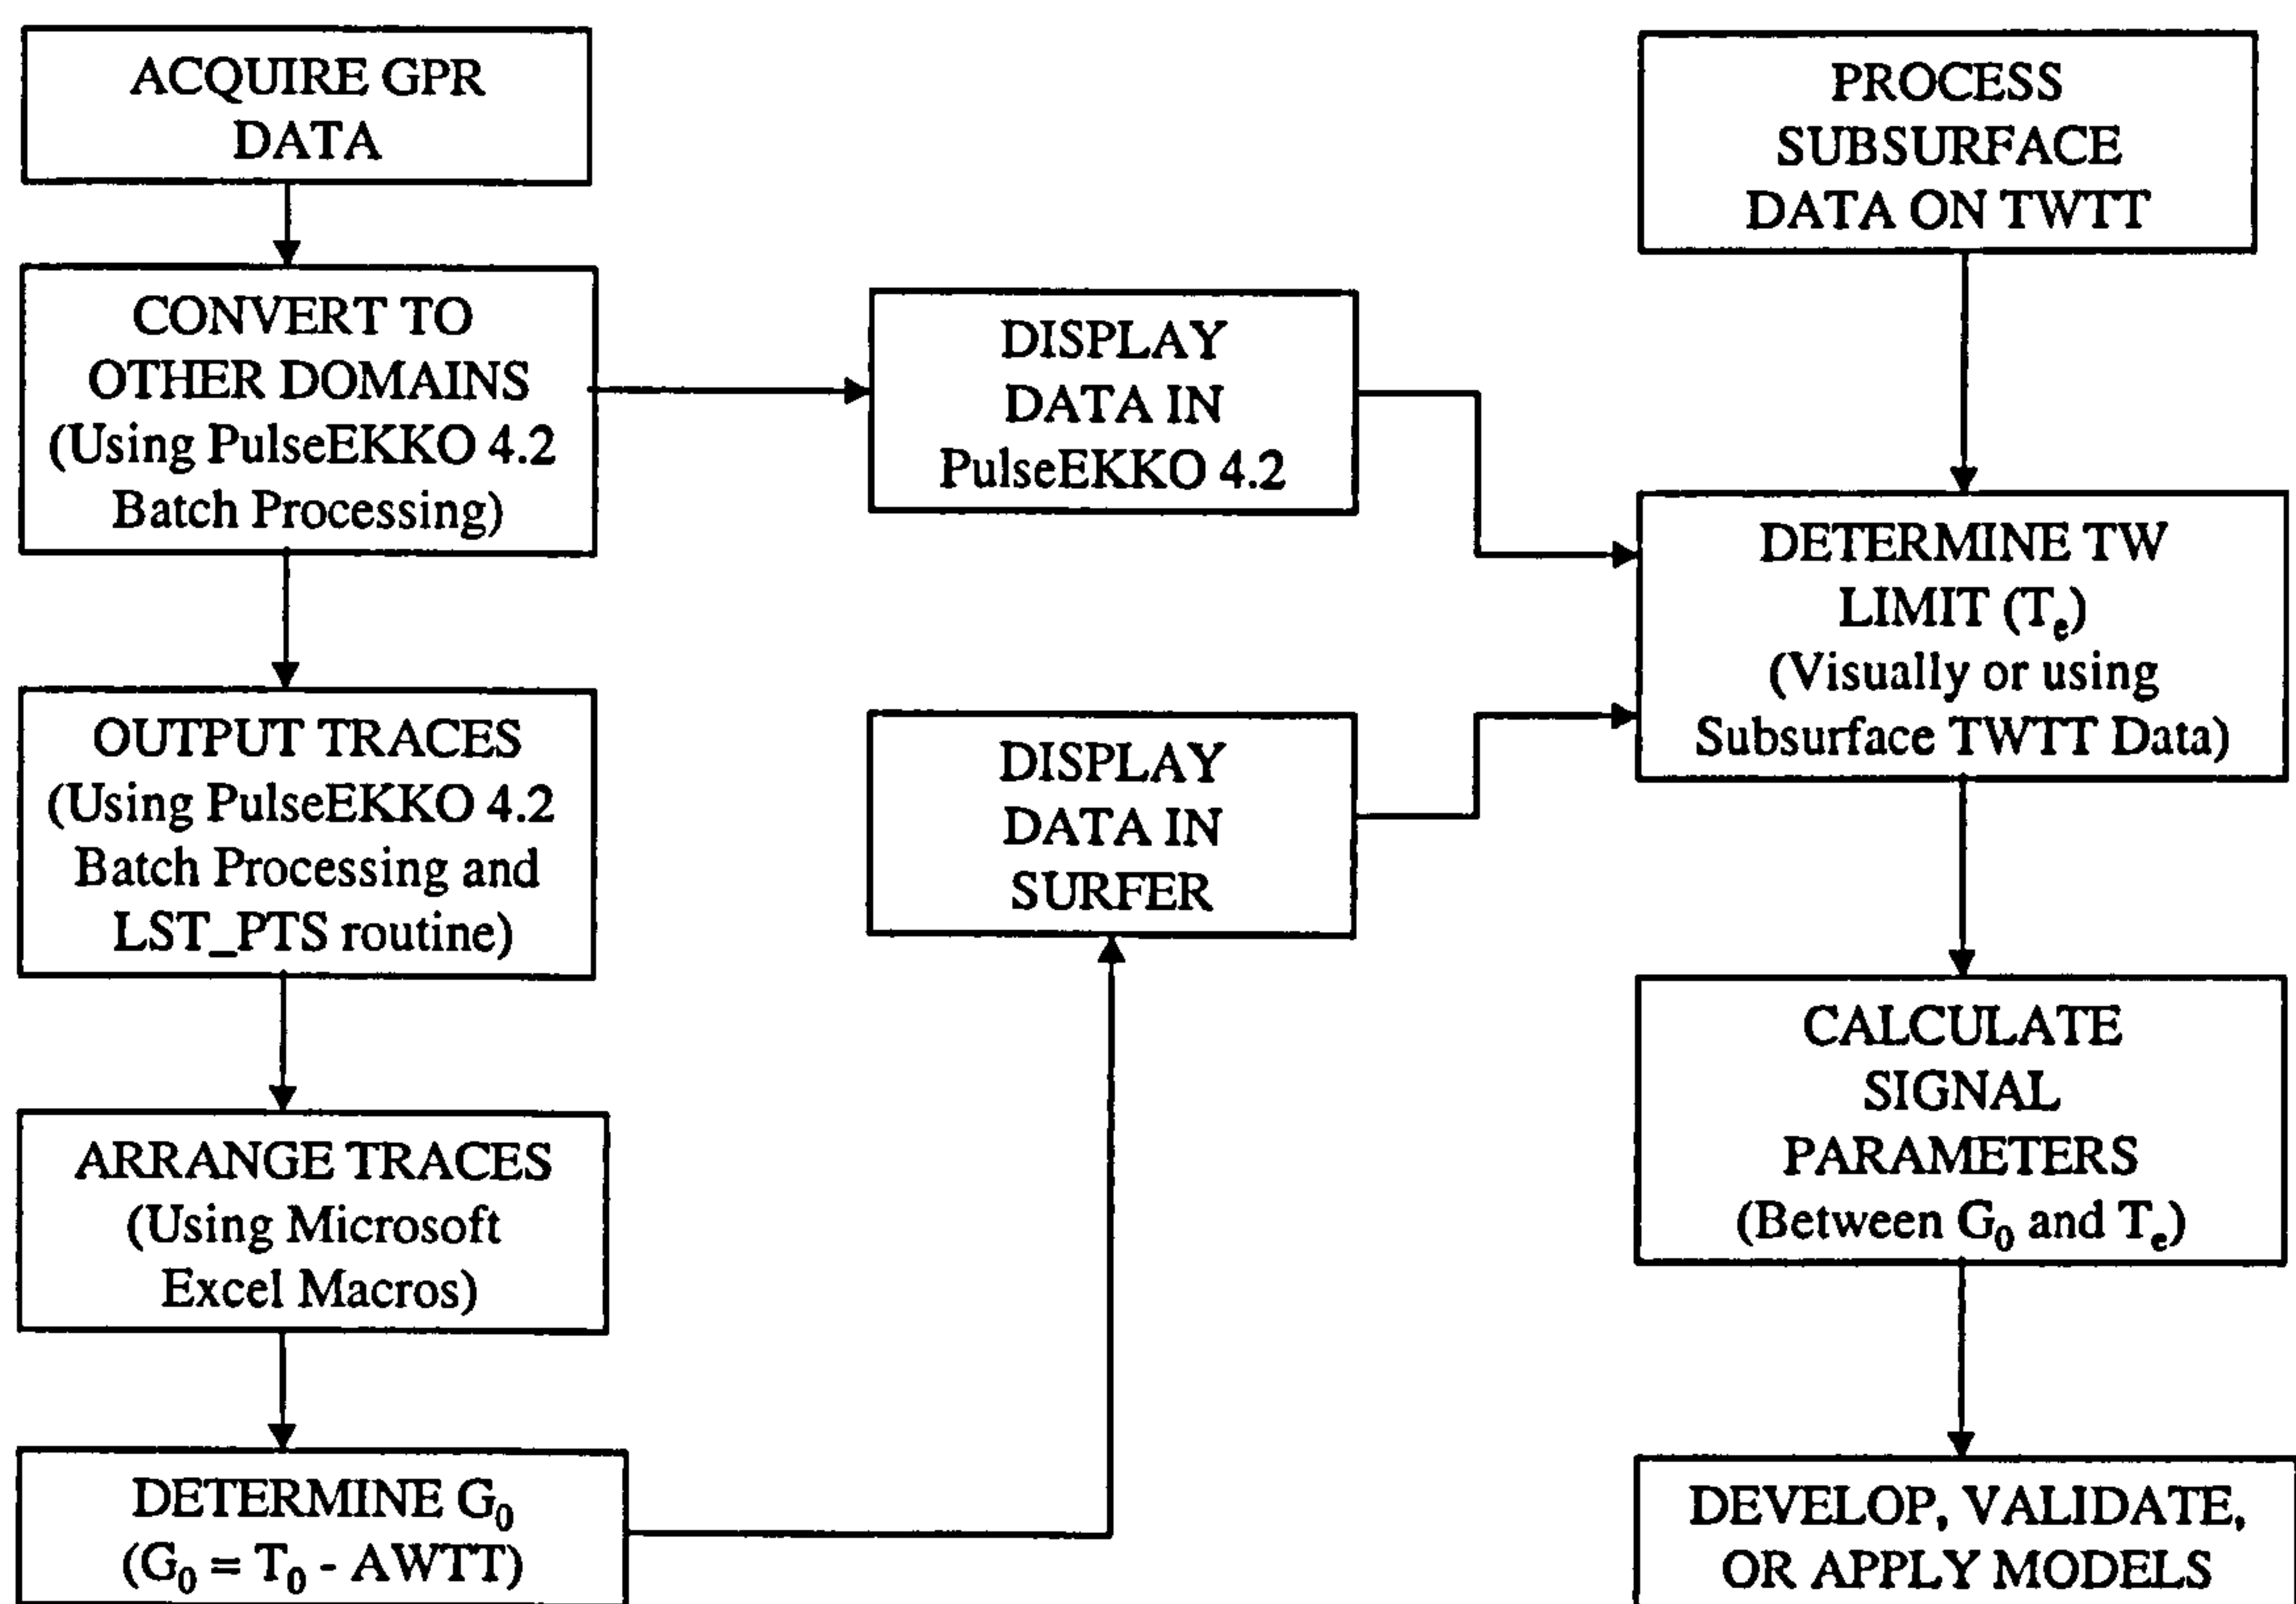 ACQUIRE GPR
DATA
CONVERT TO
OTHER DOMAINS
(Using PulseEKKO 4.2
Batch Processing)
OUTPUT TRACES
(Using PulseEKKO 4.2
Batch Processing and
LST_PTS routine)
ARRANGE TRACES
(Using Microsoft
Excel Macros)
DETERMINE G₀
(G₀ = T₀ - AWTT)
DISPLAY
DATA IN
PulseEKKO 4.2
DISPLAY
DATA IN
SURFER
PROCESS
SUBSURFACE
DATA ON TWTT
DETERMINE TW
LIMIT (Tₑ)
(Visually or using
Subsurface TWTT Data)
CALCULATE
SIGNAL
PARAMETERS
(Between G₀ and Tₑ)
DEVELOP, VALIDATE,
OR APPLY MODELS